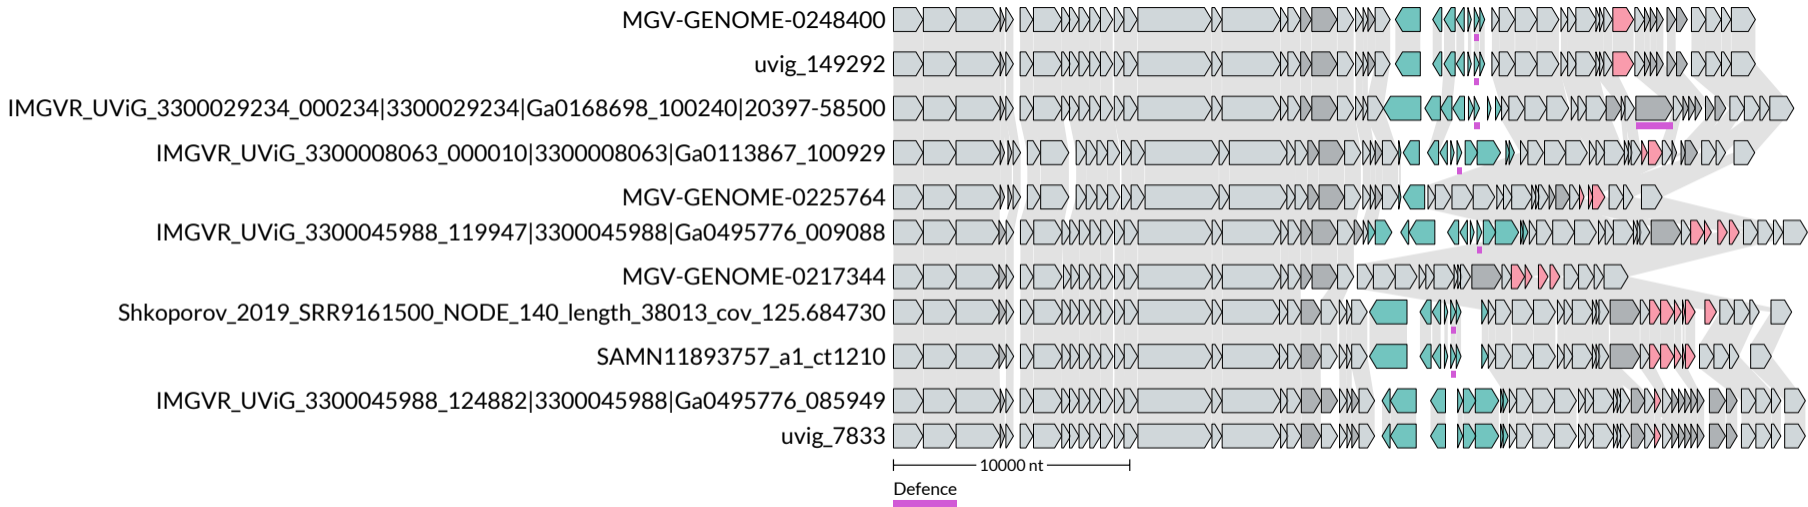 MGV-GENOME-0248400
uvig_149292
IMGVR_UViG_3300029234_000234|3300029234|Ga0168698_100240|20397-58500
IMGVR_UViG_3300008063_000010|3300008063|Ga0113867_100929
MGV-GENOME-0225764
IMGVR_UViG_3300045988_119947|3300045988|Ga0495776_009088
MGV-GENOME-0217344
Shkoporov_2019_SRR9161500_NODE_140_length_38013_cov_125.684730
SAMN11893757_a1_ct1210
IMGVR_UViG_3300045988_124882|3300045988|Ga0495776_085949
uvig_7833
10000 nt
Defence